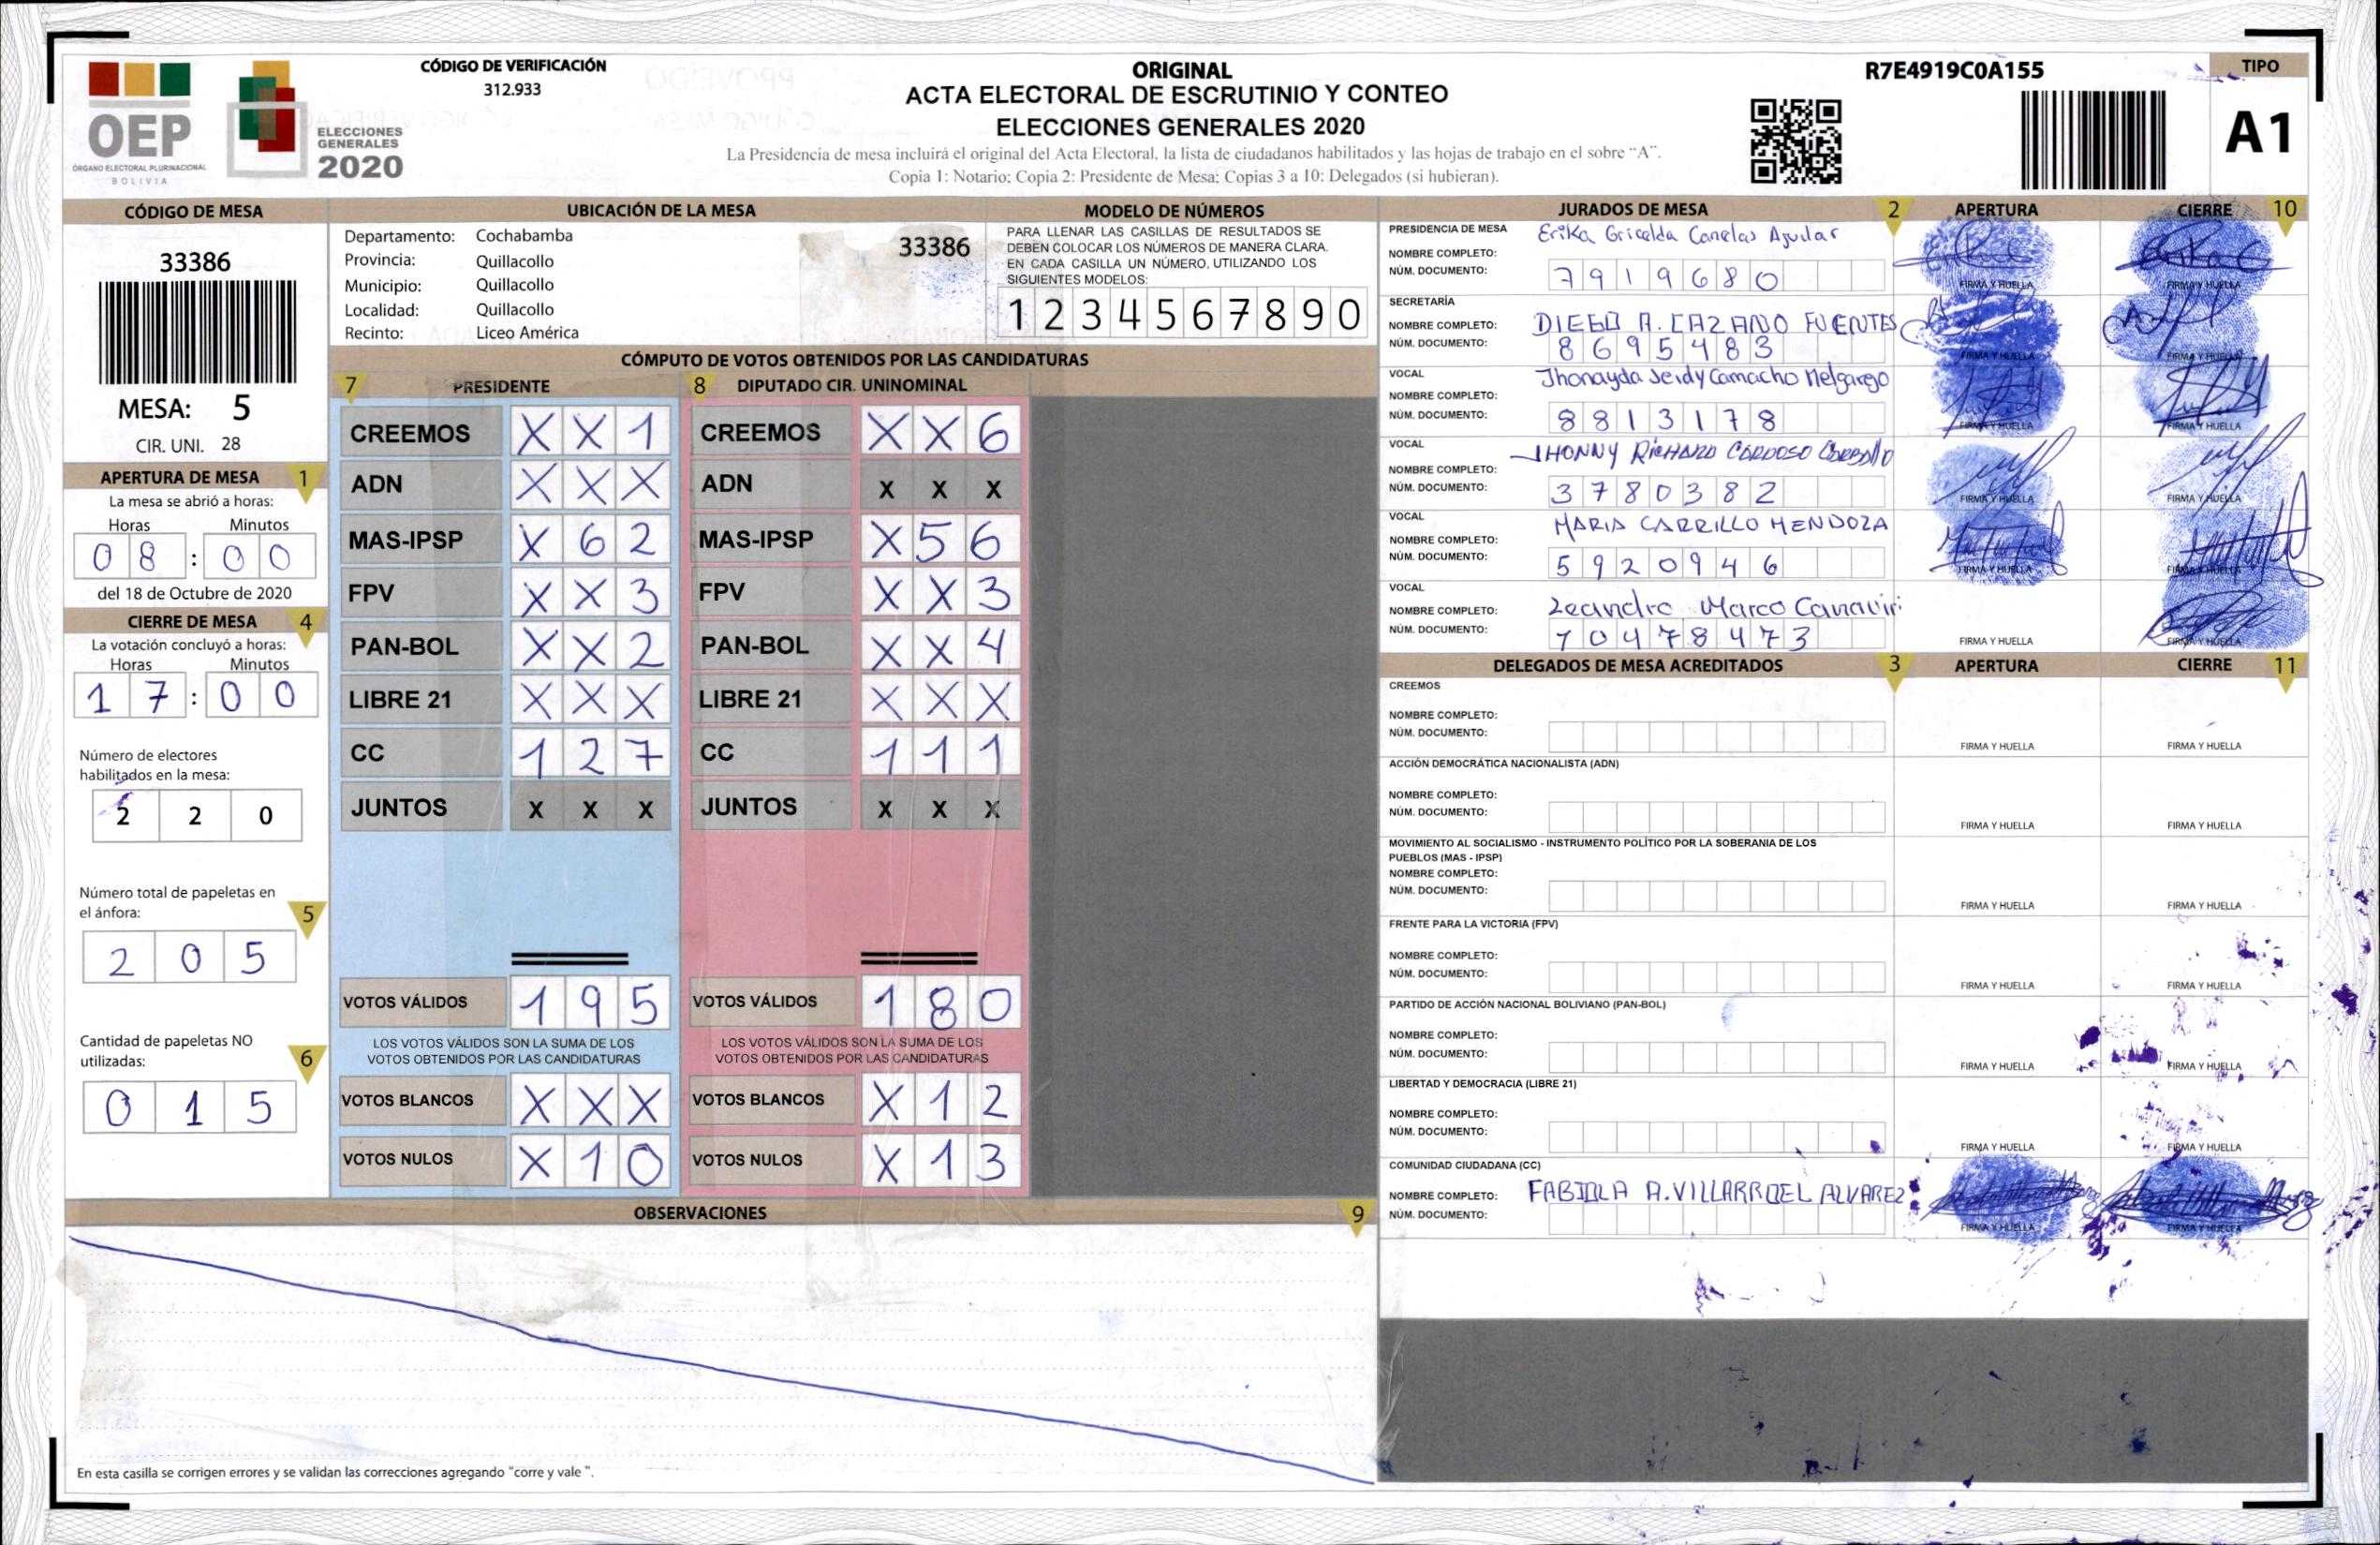 OEP
ÓRGANO ELECTORAL PLURINACIONAL
BOLIVIA
ELECCIONES
GENERALES
2020
CÓDIGO DE VERIFICACIÓN
312.933
ORIGINAL
ACTA ELECTORAL DE ESCRUTINIO Y CONTEO
ELECCIONES GENERALES 2020
La Presidencia de mesa incluirá el original del Acta Electoral, la lista de ciudadanos habilitados y las hojas de trabajo en el sobre “A”.
Copia 1: Notario; Copia 2: Presidente de Mesa; Copias 3 a 10: Delegados (si hubieran).
R7E4919C0A155
TIPO
A1
CÓDIGO DE MESA
33386
MESA: 5
CIR. UNI. 28
APERTURA DE MESA 1
La mesa se abrió a horas:
Horas Minutos
08 : 00
del 18 de Octubre de 2020
CIERRE DE MESA 4
La votación concluyó a horas:
Horas Minutos
17 : 00
Número de electores
habilitados en la mesa:
2 2 0
Número total de papeletas en
el ánfora: 5
2 0 5
Cantidad de papeletas NO
utilizadas: 6
0 1 5
UBICACIÓN DE LA MESA
Departamento: Cochabamba
Provincia: Quillacollo
Municipio: Quillacollo
Localidad: Quillacollo
Recinto: Liceo América
33386
MODELO DE NÚMEROS
PARA LLENAR LAS CASILLAS DE RESULTADOS SE
DEBEN COLOCAR LOS NÚMEROS DE MANERA CLARA.
EN CADA CASILLA UN NÚMERO, UTILIZANDO LOS
SIGUIENTES MODELOS:
1 2 3 4 5 6 7 8 9 0
CÓMPUTO DE VOTOS OBTENIDOS POR LAS CANDIDATURAS
7 PRESIDENTE
CREEMOS X X 1
ADN X X X
MAS-IPSP X 6 2
FPV X X 3
PAN-BOL X X 2
LIBRE 21 X X X
CC 1 2 7
JUNTOS X X X
VOTOS VÁLIDOS 1 9 5
LOS VOTOS VÁLIDOS SON LA SUMA DE LOS
VOTOS OBTENIDOS POR LAS CANDIDATURAS
VOTOS BLANCOS X X X
VOTOS NULOS X 1 0
8 DIPUTADO CIR. UNINOMINAL
CREEMOS X X 6
ADN X X X
MAS-IPSP X 5 6
FPV X X 3
PAN-BOL X X 4
LIBRE 21 X X X
CC 1 1 1
JUNTOS X X X
VOTOS VÁLIDOS 1 8 0
LOS VOTOS VÁLIDOS SON LA SUMA DE LOS
VOTOS OBTENIDOS POR LAS CANDIDATURAS
VOTOS BLANCOS X 1 2
VOTOS NULOS X 1 3
OBSERVACIONES 9
En esta casilla se corrigen errores y se validan las correcciones agregando “corre y vale”.
JURADOS DE MESA 2 APERTURA CIERRE 10
PRESIDENCIA DE MESA
NOMBRE COMPLETO: Erika Gricelda Canelas Aguilar
NÚM. DOCUMENTO: 7919680
FIRMA Y HUELLA FIRMA Y HUELLA
SECRETARÍA
NOMBRE COMPLETO: DIEGO A. FUENTES
NÚM. DOCUMENTO: 8695483
FIRMA Y HUELLA FIRMA Y HUELLA
VOCAL
NOMBRE COMPLETO: Jhonayda Camacho Melgarejo
NÚM. DOCUMENTO: 8813178
FIRMA Y HUELLA FIRMA Y HUELLA
VOCAL
NOMBRE COMPLETO: JHONNY RICHARD CARDOSO
NÚM. DOCUMENTO: 3780382
FIRMA Y HUELLA FIRMA Y HUELLA
VOCAL
NOMBRE COMPLETO: MARIA CARRILLO MENDOZA
NÚM. DOCUMENTO: 5920946
FIRMA Y HUELLA FIRMA Y HUELLA
VOCAL
NOMBRE COMPLETO: Leandro Marco Canaviri
NÚM. DOCUMENTO: 70478473
FIRMA Y HUELLA FIRMA Y HUELLA
DELEGADOS DE MESA ACREDITADOS 3 APERTURA CIERRE 11
CREEMOS
NOMBRE COMPLETO:
NÚM. DOCUMENTO:
FIRMA Y HUELLA FIRMA Y HUELLA
ACCIÓN DEMOCRÁTICA NACIONALISTA (ADN)
NOMBRE COMPLETO:
NÚM. DOCUMENTO:
FIRMA Y HUELLA FIRMA Y HUELLA
MOVIMIENTO AL SOCIALISMO - INSTRUMENTO POLÍTICO POR LA SOBERANIA DE LOS
PUEBLOS (MAS - IPSP)
NOMBRE COMPLETO:
NÚM. DOCUMENTO:
FIRMA Y HUELLA FIRMA Y HUELLA
FRENTE PARA LA VICTORIA (FPV)
NOMBRE COMPLETO:
NÚM. DOCUMENTO:
FIRMA Y HUELLA FIRMA Y HUELLA
PARTIDO DE ACCIÓN NACIONAL BOLIVIANO (PAN-BOL)
NOMBRE COMPLETO:
NÚM. DOCUMENTO:
FIRMA Y HUELLA FIRMA Y HUELLA
LIBERTAD Y DEMOCRACIA (LIBRE 21)
NOMBRE COMPLETO:
NÚM. DOCUMENTO:
FIRMA Y HUELLA FIRMA Y HUELLA
COMUNIDAD CIUDADANA (CC)
NOMBRE COMPLETO: FABIOLA A. VILLARROEL ALVAREZ
NÚM. DOCUMENTO:
FIRMA Y HUELLA FIRMA Y HUELLA